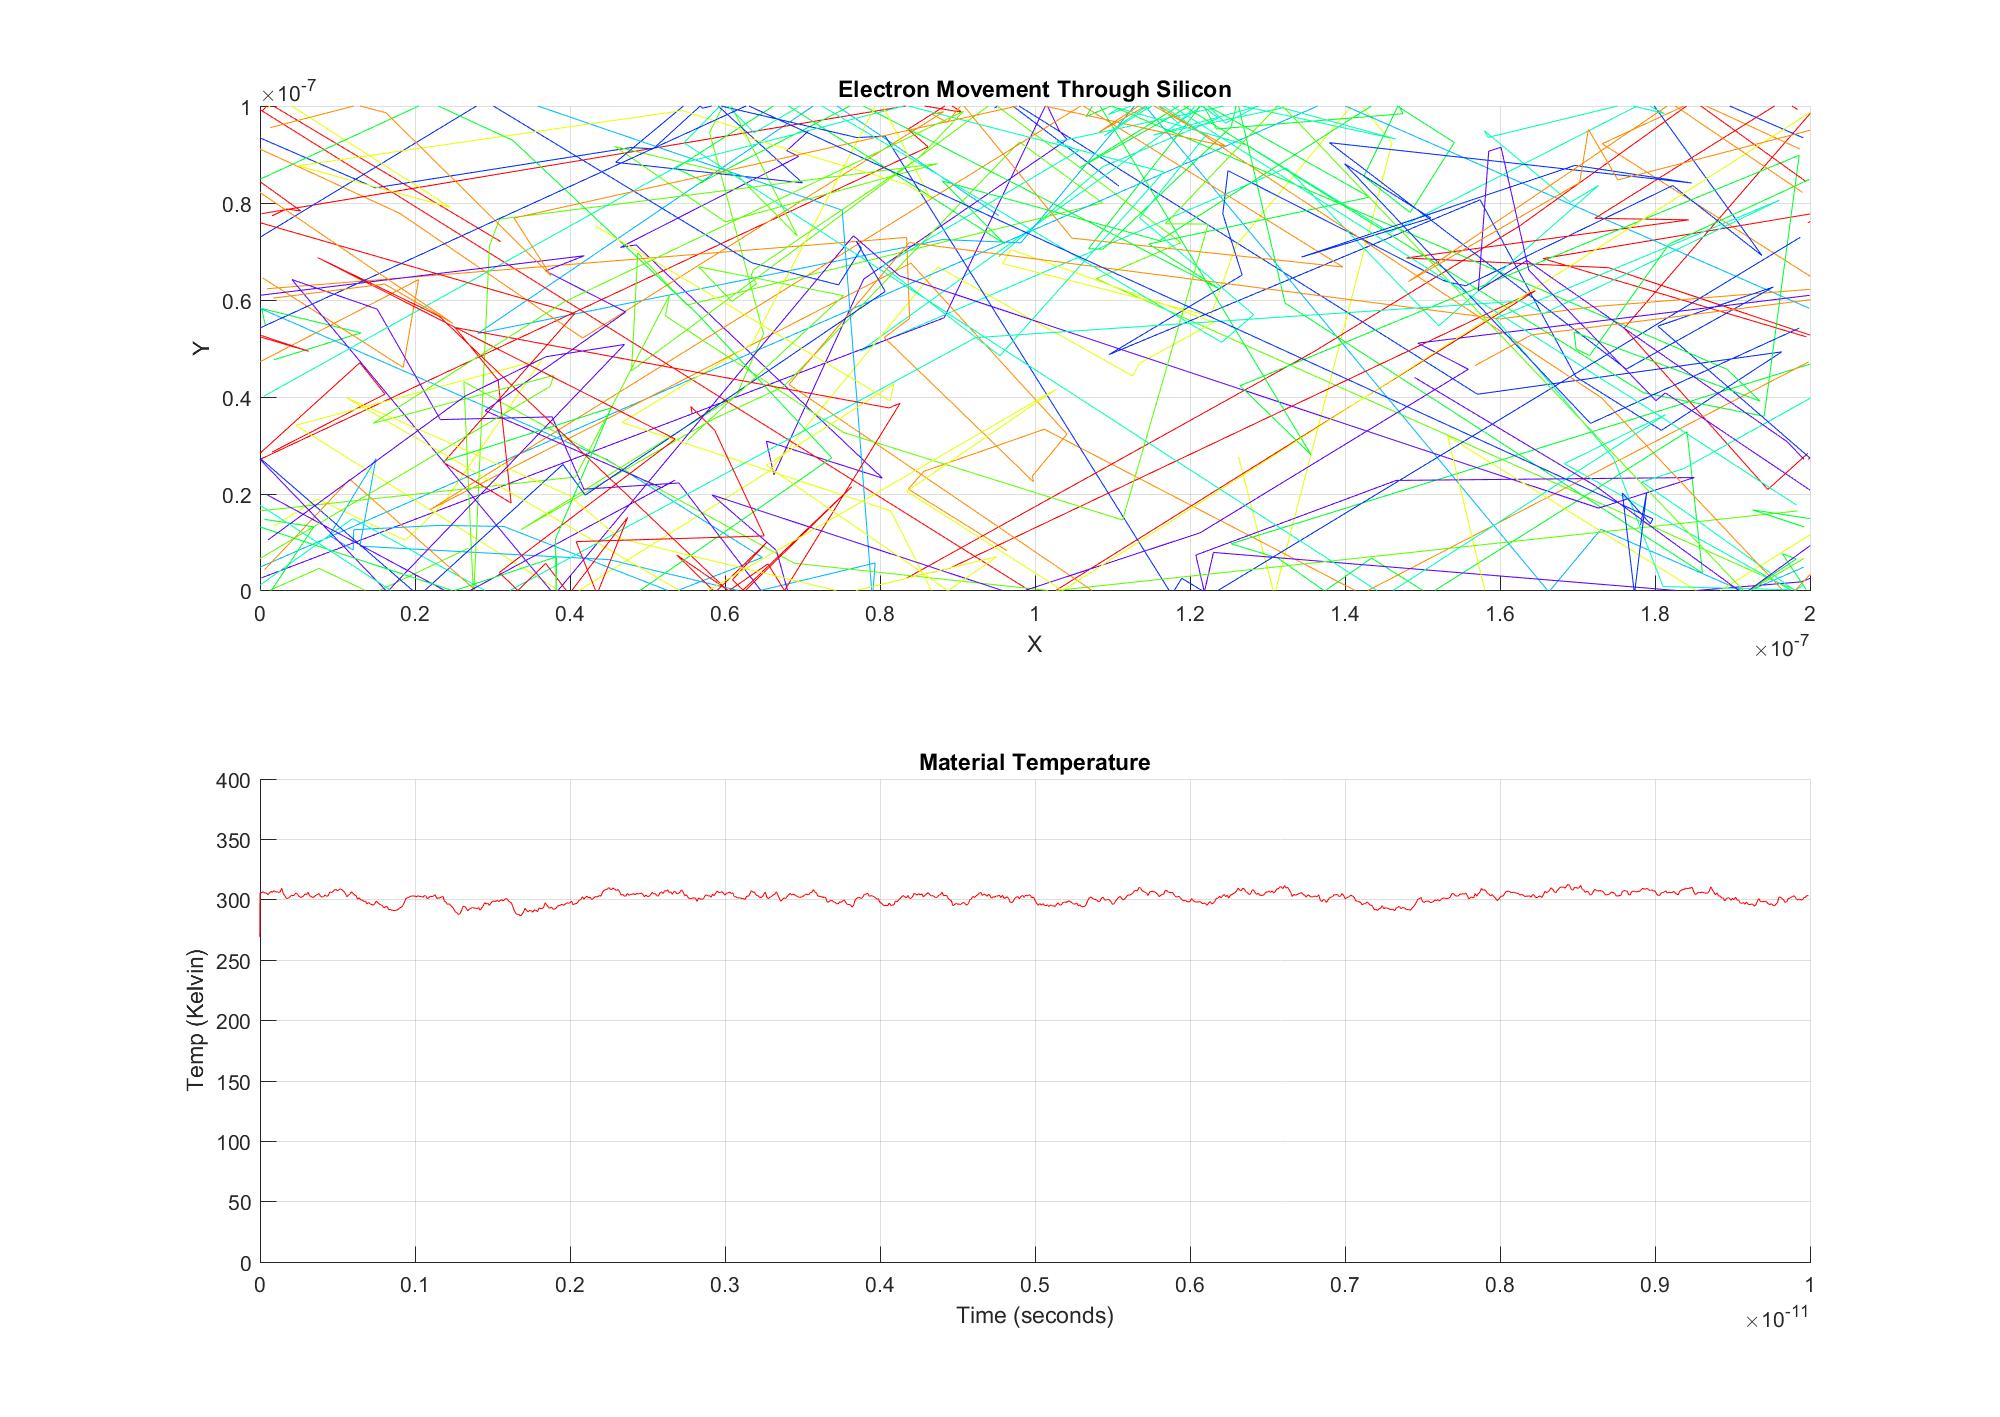 Electron Movement Through Silicon
×10-7
1
0.8
0.6
0.4
0.2
0
Y
0 0.2 0.4 0.6 0.8 1 1.2 1.4 1.6 1.8 2
X
×10-7
Material Temperature
400
350
300
250
200
150
100
50
0
Temp (Kelvin)
0 0.1 0.2 0.3 0.4 0.5 0.6 0.7 0.8 0.9 1
Time (seconds)
×10-11